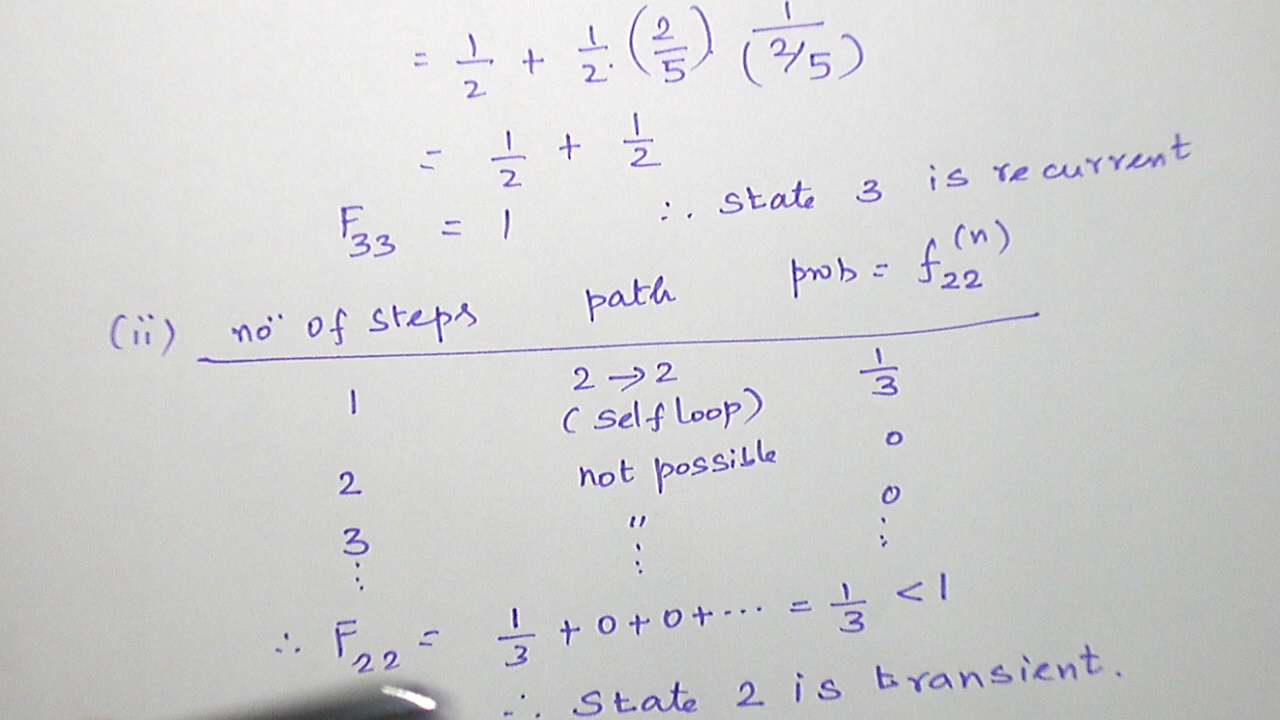 = 1/2 + 1/2 . (2/5) . 1/(2/5)
= 1/2 + 1/2
F33 = 1 ∴ state 3 is recurrent
(ii) no¨ of steps path prob = f22^(n)
1 2 → 2 1/3
(self loop)
2 not possible 0
3 " 0
⋮ ⋮ ⋮
∴ F22 = 1/3 + 0 + 0 + ... = 1/3 < 1
∴ State 2 is transient.